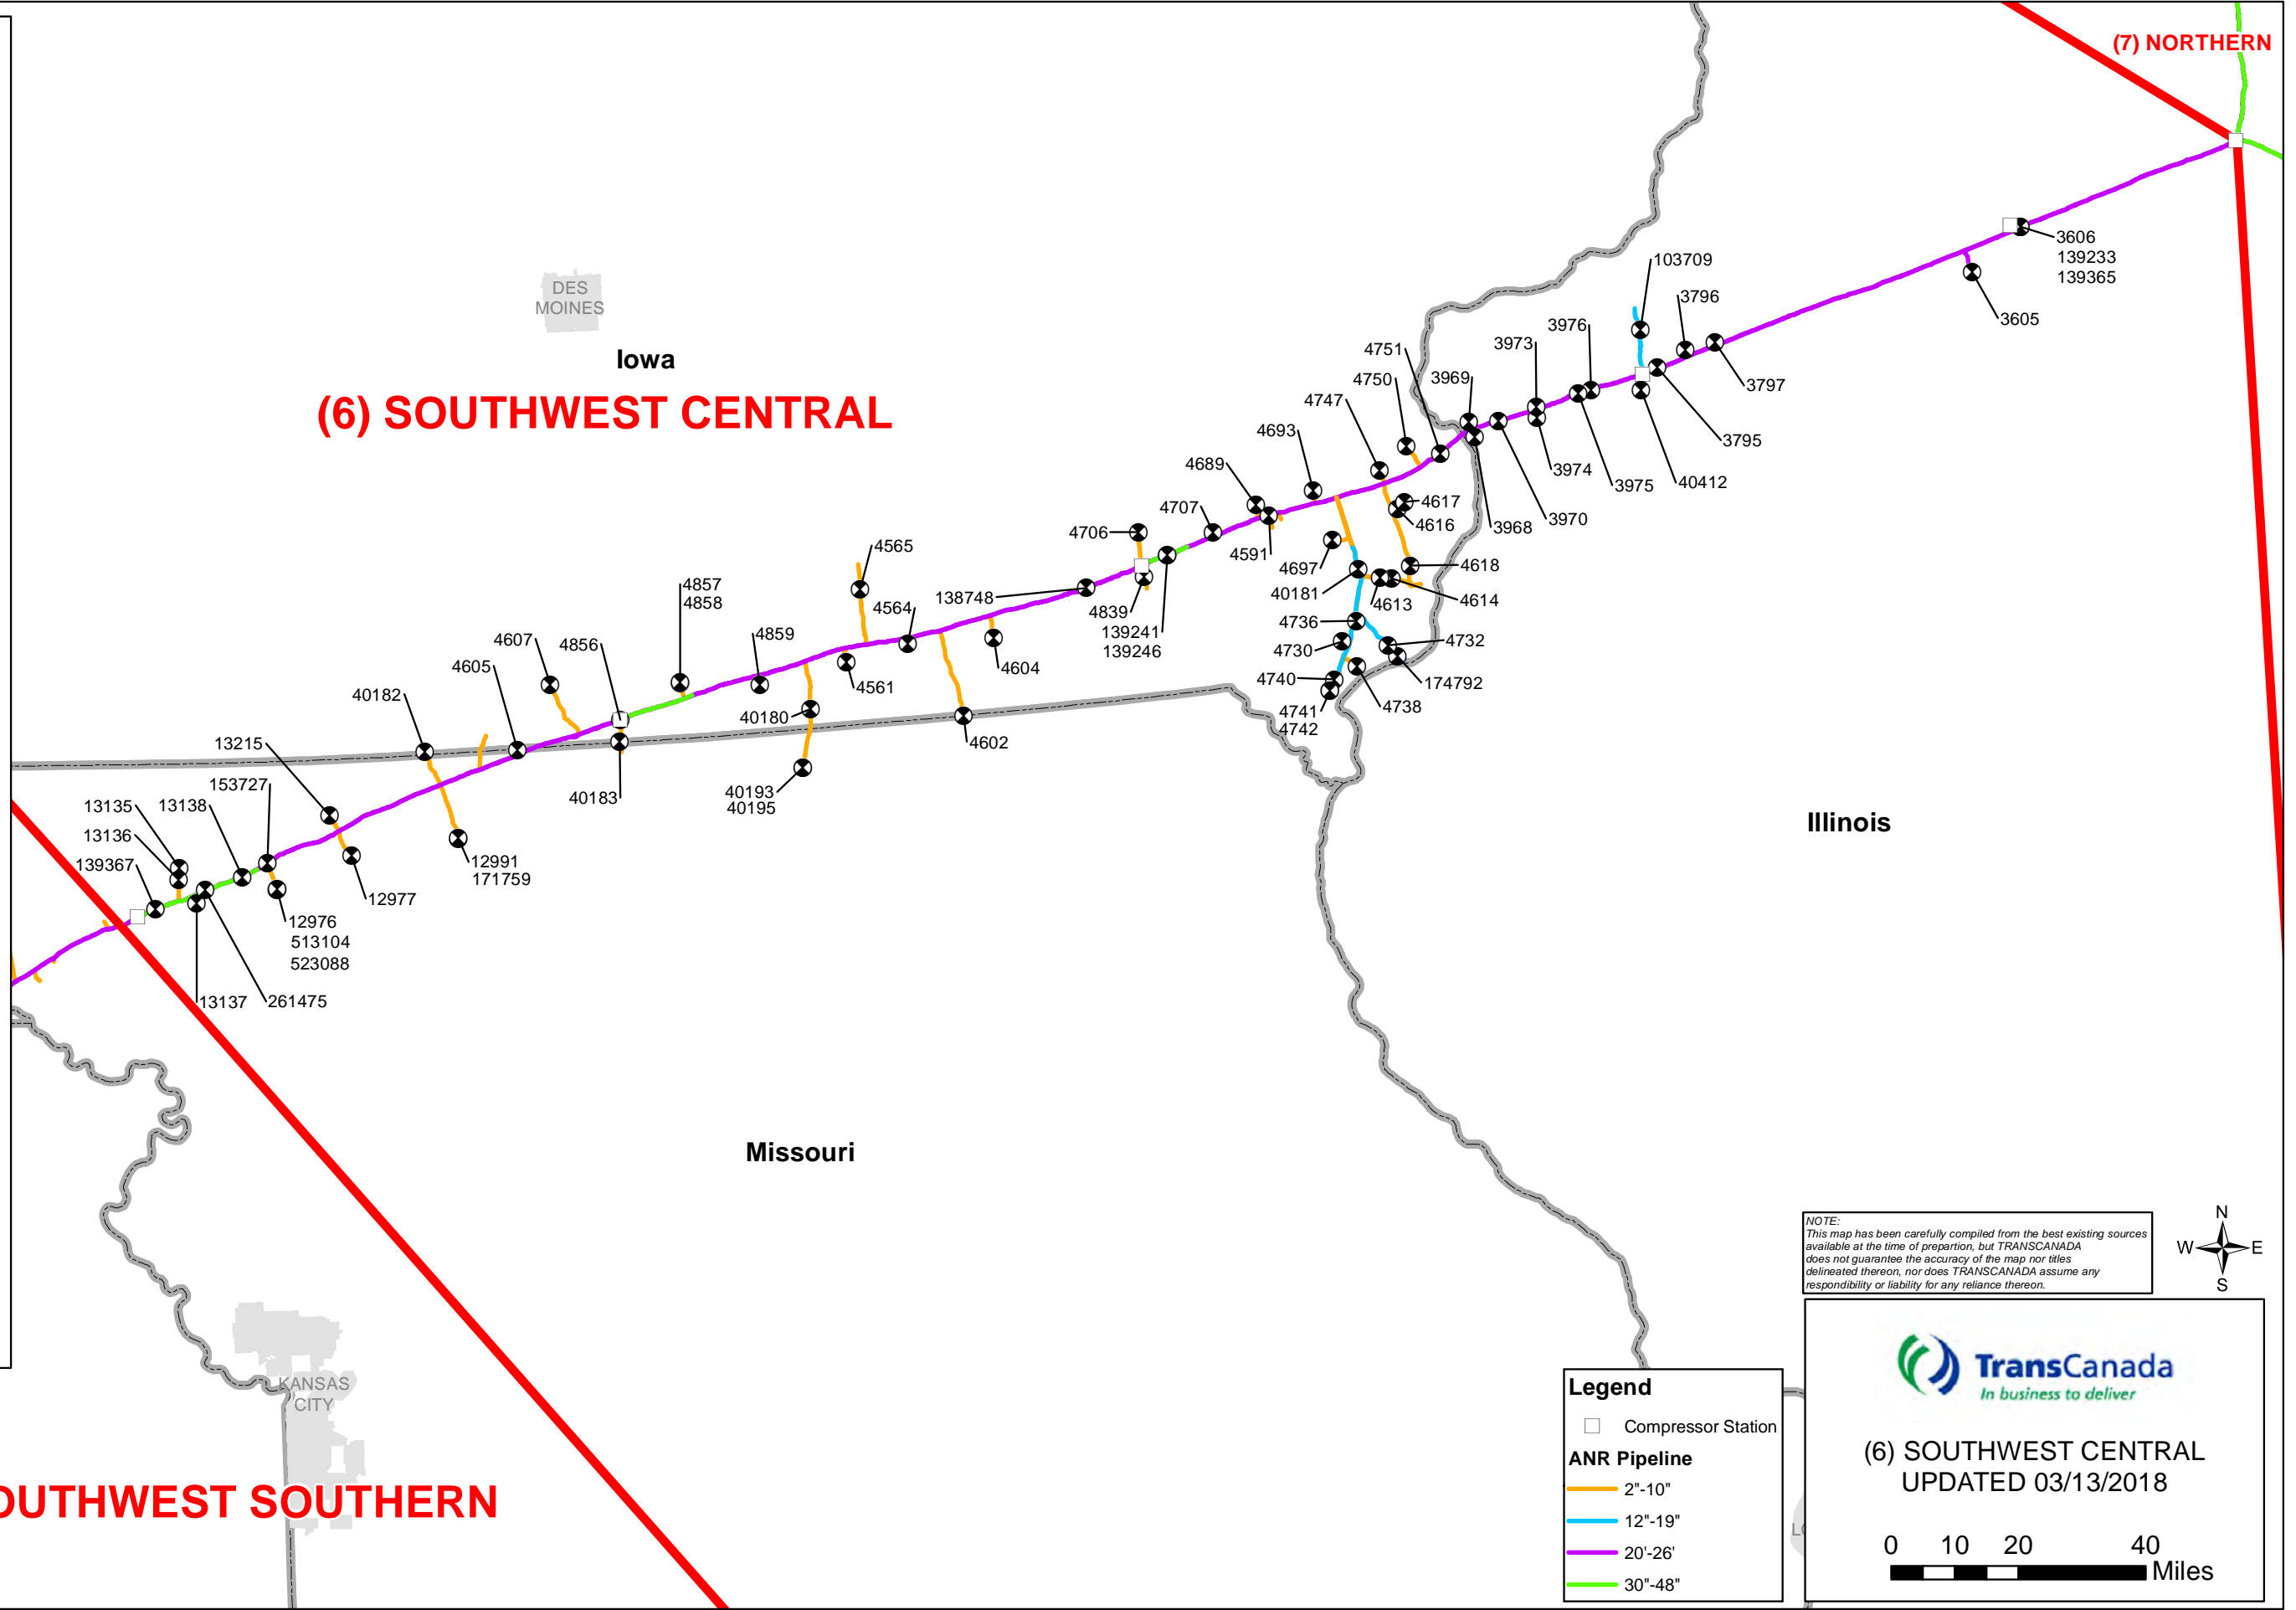 (7) NORTHERN
3606
139233
139365
3605
103709
3796
3976
3973
3797
4751
3969
4750
4747
3795
4693
3974
3975
40412
4689
4617
4616
3970
3968
4707
4706
4591
4697
4618
40181
4613
4614
DES
MOINES
Iowa
(6) SOUTHWEST CENTRAL
4565
4857
4858
138748
4564
4839
139241
139246
4736
4732
4730
4859
4607
4856
4604
4605
4561
4740
174792
4738
4741
4742
40182
40180
4602
13215
40183
40193
40195
153727
13135
13138
13136
139367
12991
171759
12977
12976
513104
523088
13137
261475
Illinois
Missouri
KANSAS
CITY
OUTHWEST SOUTHERN
NOTE:
This map has been carefully compiled from the best existing sources
available at the time of prepartion, but TRANSCANADA
does not guarantee the accuracy of the map nor titles
delineated thereon, nor does TRANSCANADA assume any
respondibility or liability for any reliance thereon.
N
W E
S
Legend
Compressor Station
ANR Pipeline
2"-10"
12"-19"
20'-26'
30"-48"
TransCanada
In business to deliver
(6) SOUTHWEST CENTRAL
UPDATED 03/13/2018
0 10 20 40
Miles